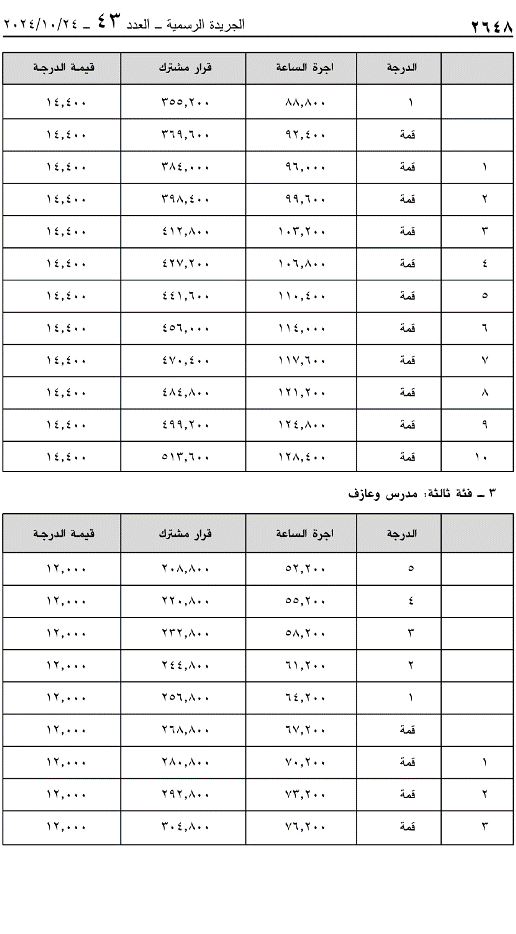 ٢٦٤٨ الجريدة الرسمية ـ العدد ٤٣ ـ ٢٠٢٤/١٠/٢٤
الدرجة اجرة الساعة قرار مشترك قيمة الدرجة
١ ٨٨,٨٠٠ ٣٥٥,٢٠٠ ١٤,٤٠٠
قمة ٩٢,٤٠٠ ٣٦٩,٦٠٠ ١٤,٤٠٠
١ قمة ٩٦,٠٠٠ ٣٨٤,٠٠٠ ١٤,٤٠٠
٢ قمة ٩٩,٦٠٠ ٣٩٨,٤٠٠ ١٤,٤٠٠
٣ قمة ١٠٣,٢٠٠ ٤١٢,٨٠٠ ١٤,٤٠٠
٤ قمة ١٠٦,٨٠٠ ٤٢٧,٢٠٠ ١٤,٤٠٠
٥ قمة ١١٠,٤٠٠ ٤٤١,٦٠٠ ١٤,٤٠٠
٦ قمة ١١٤,٠٠٠ ٤٥٦,٠٠٠ ١٤,٤٠٠
٧ قمة ١١٧,٦٠٠ ٤٧٠,٤٠٠ ١٤,٤٠٠
٨ قمة ١٢١,٢٠٠ ٤٨٤,٨٠٠ ١٤,٤٠٠
٩ قمة ١٢٤,٨٠٠ ٤٩٩,٢٠٠ ١٤,٤٠٠
١٠ قمة ١٢٨,٤٠٠ ٥١٣,٦٠٠ ١٤,٤٠٠
٣ ـ فئة ثالثة: مدرس وعازف
الدرجة اجرة الساعة قرار مشترك قيمة الدرجة
٥ ٥٢,٢٠٠ ٢٠٨,٨٠٠ ١٢,٠٠٠
٤ ٥٥,٢٠٠ ٢٢٠,٨٠٠ ١٢,٠٠٠
٣ ٥٨,٢٠٠ ٢٣٢,٨٠٠ ١٢,٠٠٠
٢ ٦١,٢٠٠ ٢٤٤,٨٠٠ ١٢,٠٠٠
١ ٦٤,٢٠٠ ٢٥٦,٨٠٠ ١٢,٠٠٠
قمة ٦٧,٢٠٠ ٢٦٨,٨٠٠ ١٢,٠٠٠
١ قمة ٧٠,٢٠٠ ٢٨٠,٨٠٠ ١٢,٠٠٠
٢ قمة ٧٣,٢٠٠ ٢٩٢,٨٠٠ ١٢,٠٠٠
٣ قمة ٧٦,٢٠٠ ٣٠٤,٨٠٠ ١٢,٠٠٠